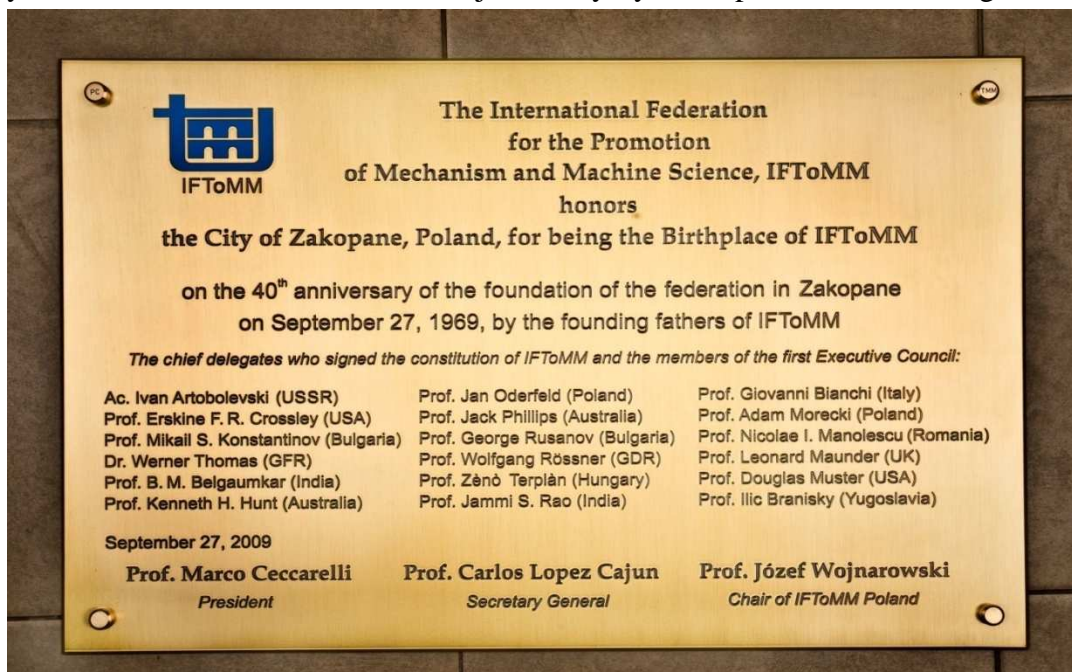 PC
TMM
IFToMM
The International Federation
for the Promotion
of Mechanism and Machine Science, IFToMM
honors
the City of Zakopane, Poland, for being the Birthplace of IFToMM
on the 40th anniversary of the foundation of the federation in Zakopane
on September 27, 1969, by the founding fathers of IFToMM
The chief delegates who signed the constitution of IFToMM and the members of the first Executive Council:
Ac. Ivan Artobolevski (USSR)
Prof. Erskine F. R. Crossley (USA)
Prof. Mikail S. Konstantinov (Bulgaria)
Dr. Werner Thomas (GFR)
Prof. B. M. Belgaumkar (India)
Prof. Kenneth H. Hunt (Australia)
Prof. Jan Oderfeld (Poland)
Prof. Jack Phillips (Australia)
Prof. George Rusanov (Bulgaria)
Prof. Wolfgang Rössner (GDR)
Prof. Zènò Terplàn (Hungary)
Prof. Jammi S. Rao (India)
Prof. Giovanni Bianchi (Italy)
Prof. Adam Morecki (Poland)
Prof. Nicolae I. Manolescu (Romania)
Prof. Leonard Maunder (UK)
Prof. Douglas Muster (USA)
Prof. Ilic Branisky (Yugoslavia)
September 27, 2009
Prof. Marco Ceccarelli
President
Prof. Carlos Lopez Cajun
Secretary General
Prof. Józef Wojnarowski
Chair of IFToMM Poland